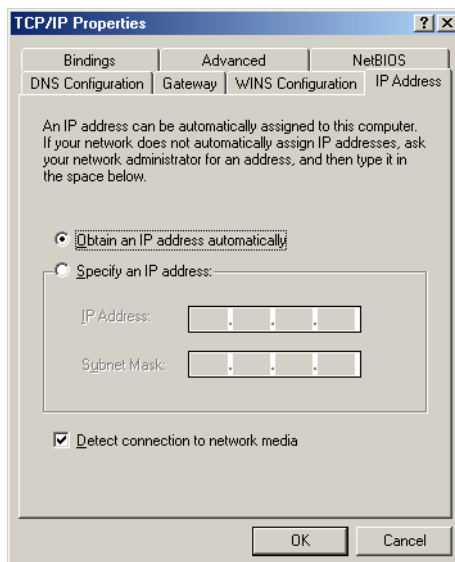 TCP/IP Properties
Bindings
Advanced
NetBIOS
DNS Configuration
Gateway
WINS Configuration
IP Address
An IP address can be automatically assigned to this computer.
If your network does not automatically assign IP addresses, ask
your network administrator for an address, and then type it in
the space below.
Obtain an IP address automatically
Specify an IP address:
IP Address:
. . .
Subnet Mask:
. . .
Detect connection to network media
OK
Cancel